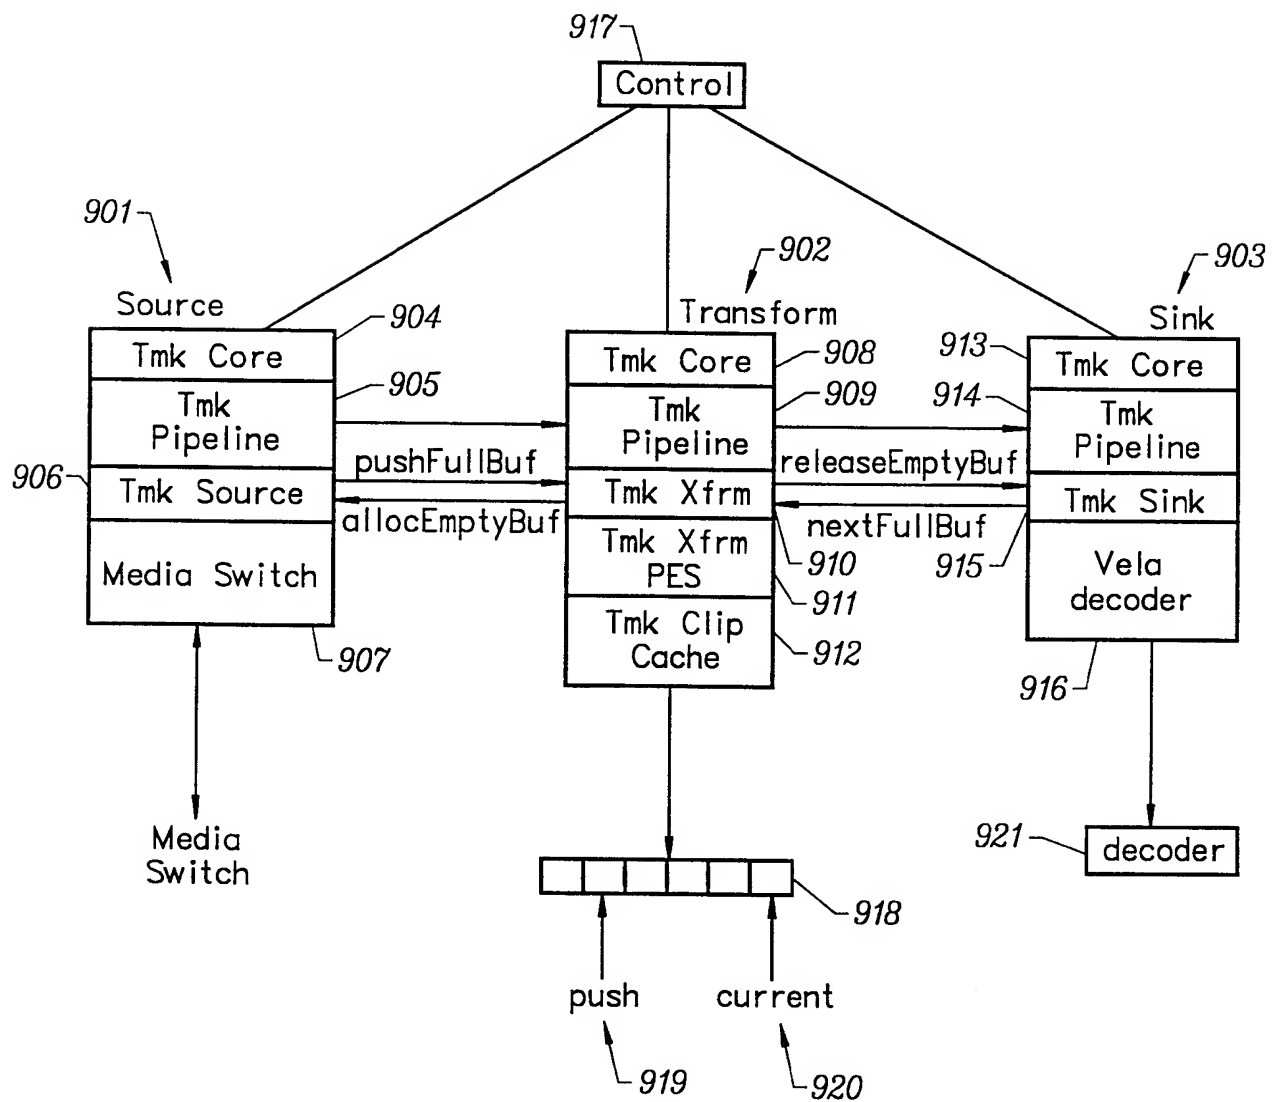 917
Control
901
902
903
Source
Transform
Sink
904
Tmk Core
905
Tmk
Pipeline
906
Tmk Source
Media Switch
907
pushFullBuf
allocEmptyBuf
Tmk Core
908
Tmk
Pipeline
909
Tmk Xfrm
910
Tmk Xfrm
PES
911
Tmk Clip
Cache
912
releaseEmptyBuf
nextFullBuf
913
Tmk Core
914
Tmk
Pipeline
Tmk Sink
915
Vela
decoder
916
Media
Switch
921
decoder
918
push
current
919
920